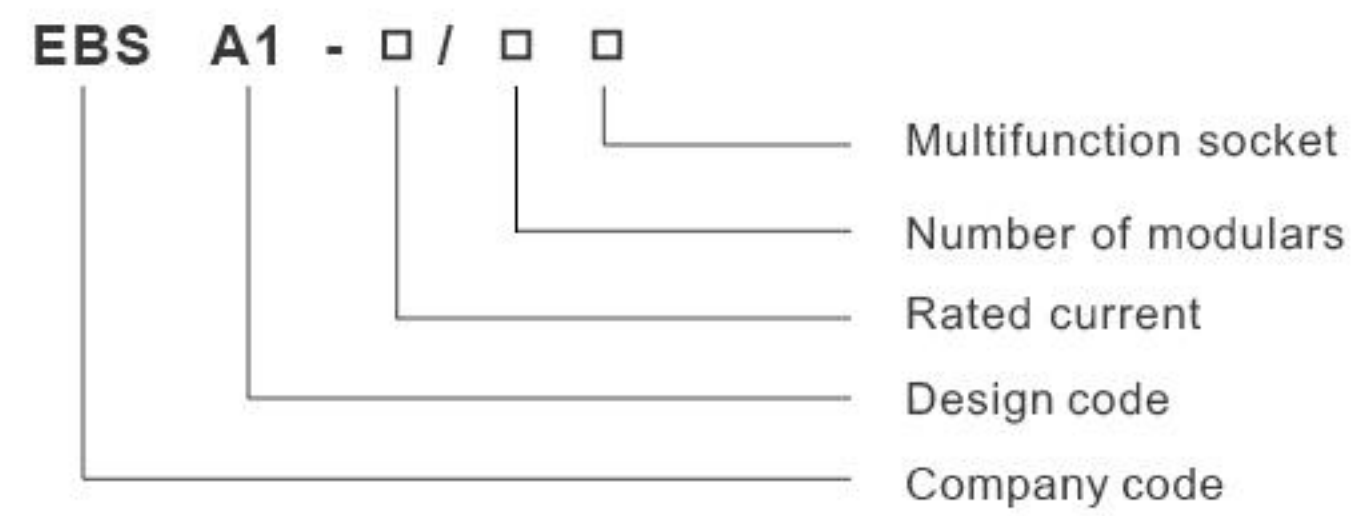 EBS A1 - □ / □ □
Multifunction socket
Number of modulars
Rated current
Design code
Company code